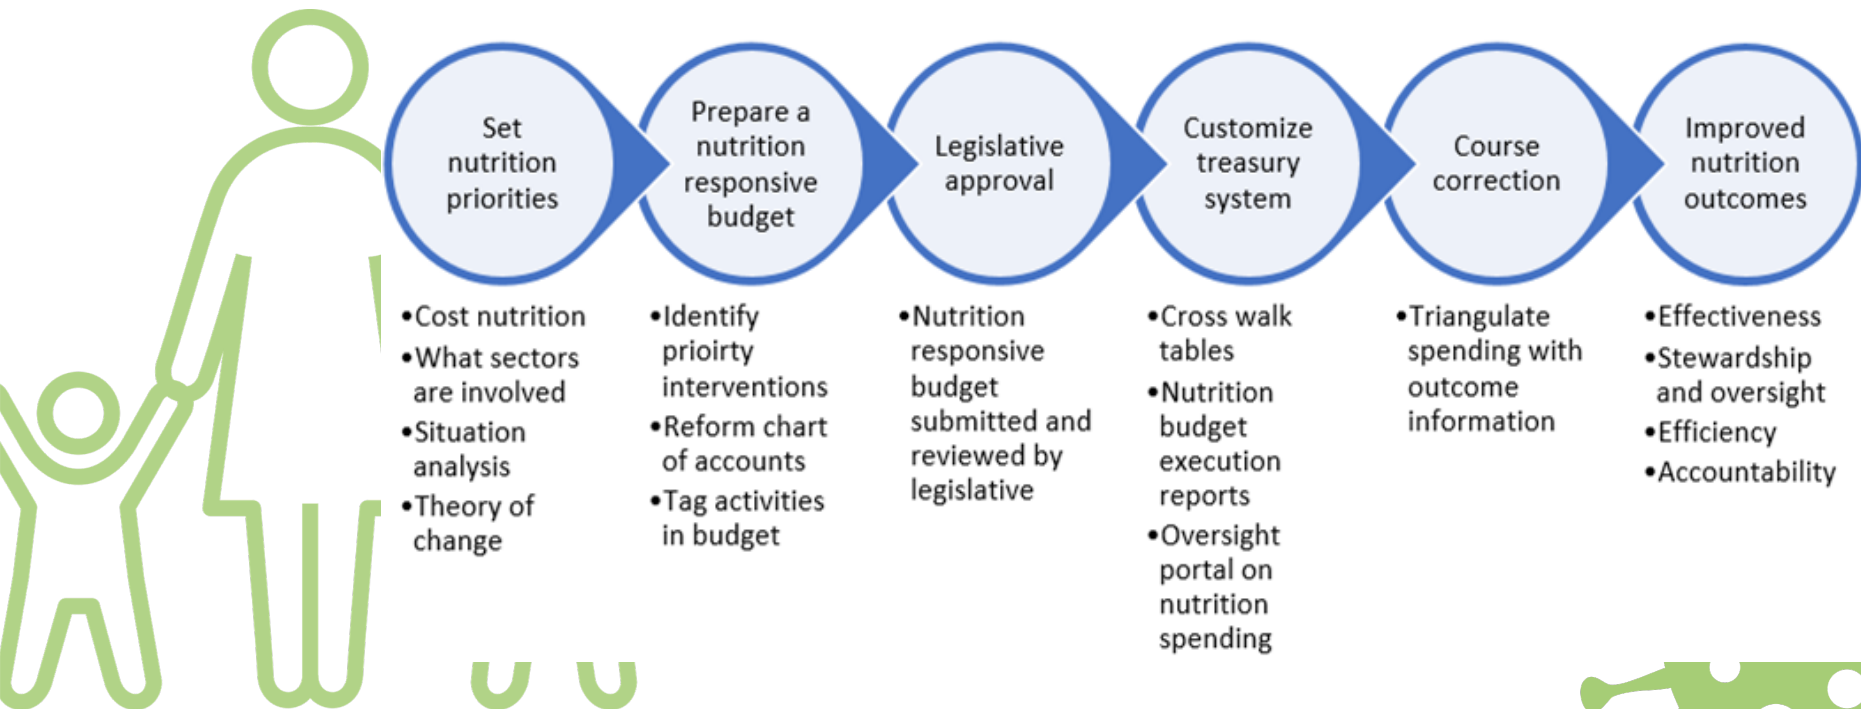 Set
nutrition
priorities
•Cost nutrition
•What sectors
are involved
•Situation
analysis
•Theory of
change
Prepare a
nutrition
responsive
budget
•Identify
prioirty
interventions
•Reform chart
of accounts
•Tag activities
in budget
Legislative
approval
•Nutrition
responsive
budget
submitted and
reviewed by
legislative
Customize
treasury
system
•Cross walk
tables
•Nutrition
budget
execution
reports
•Oversight
portal on
nutrition
spending
Course
correction
•Triangulate
spending with
outcome
information
Improved
nutrition
outcomes
•Effectiveness
•Stewardship
and oversight
•Efficiency
•Accountability